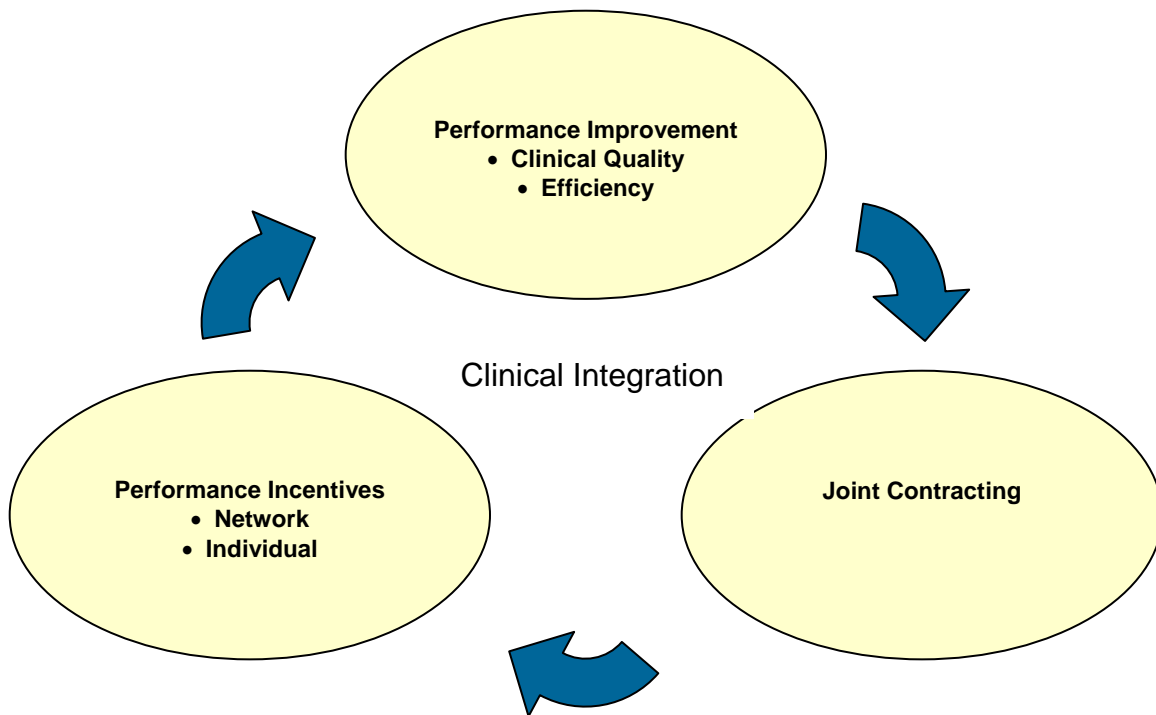 Performance Improvement
• Clinical Quality
• Efficiency
Clinical Integration
Performance Incentives
• Network
• Individual
Joint Contracting